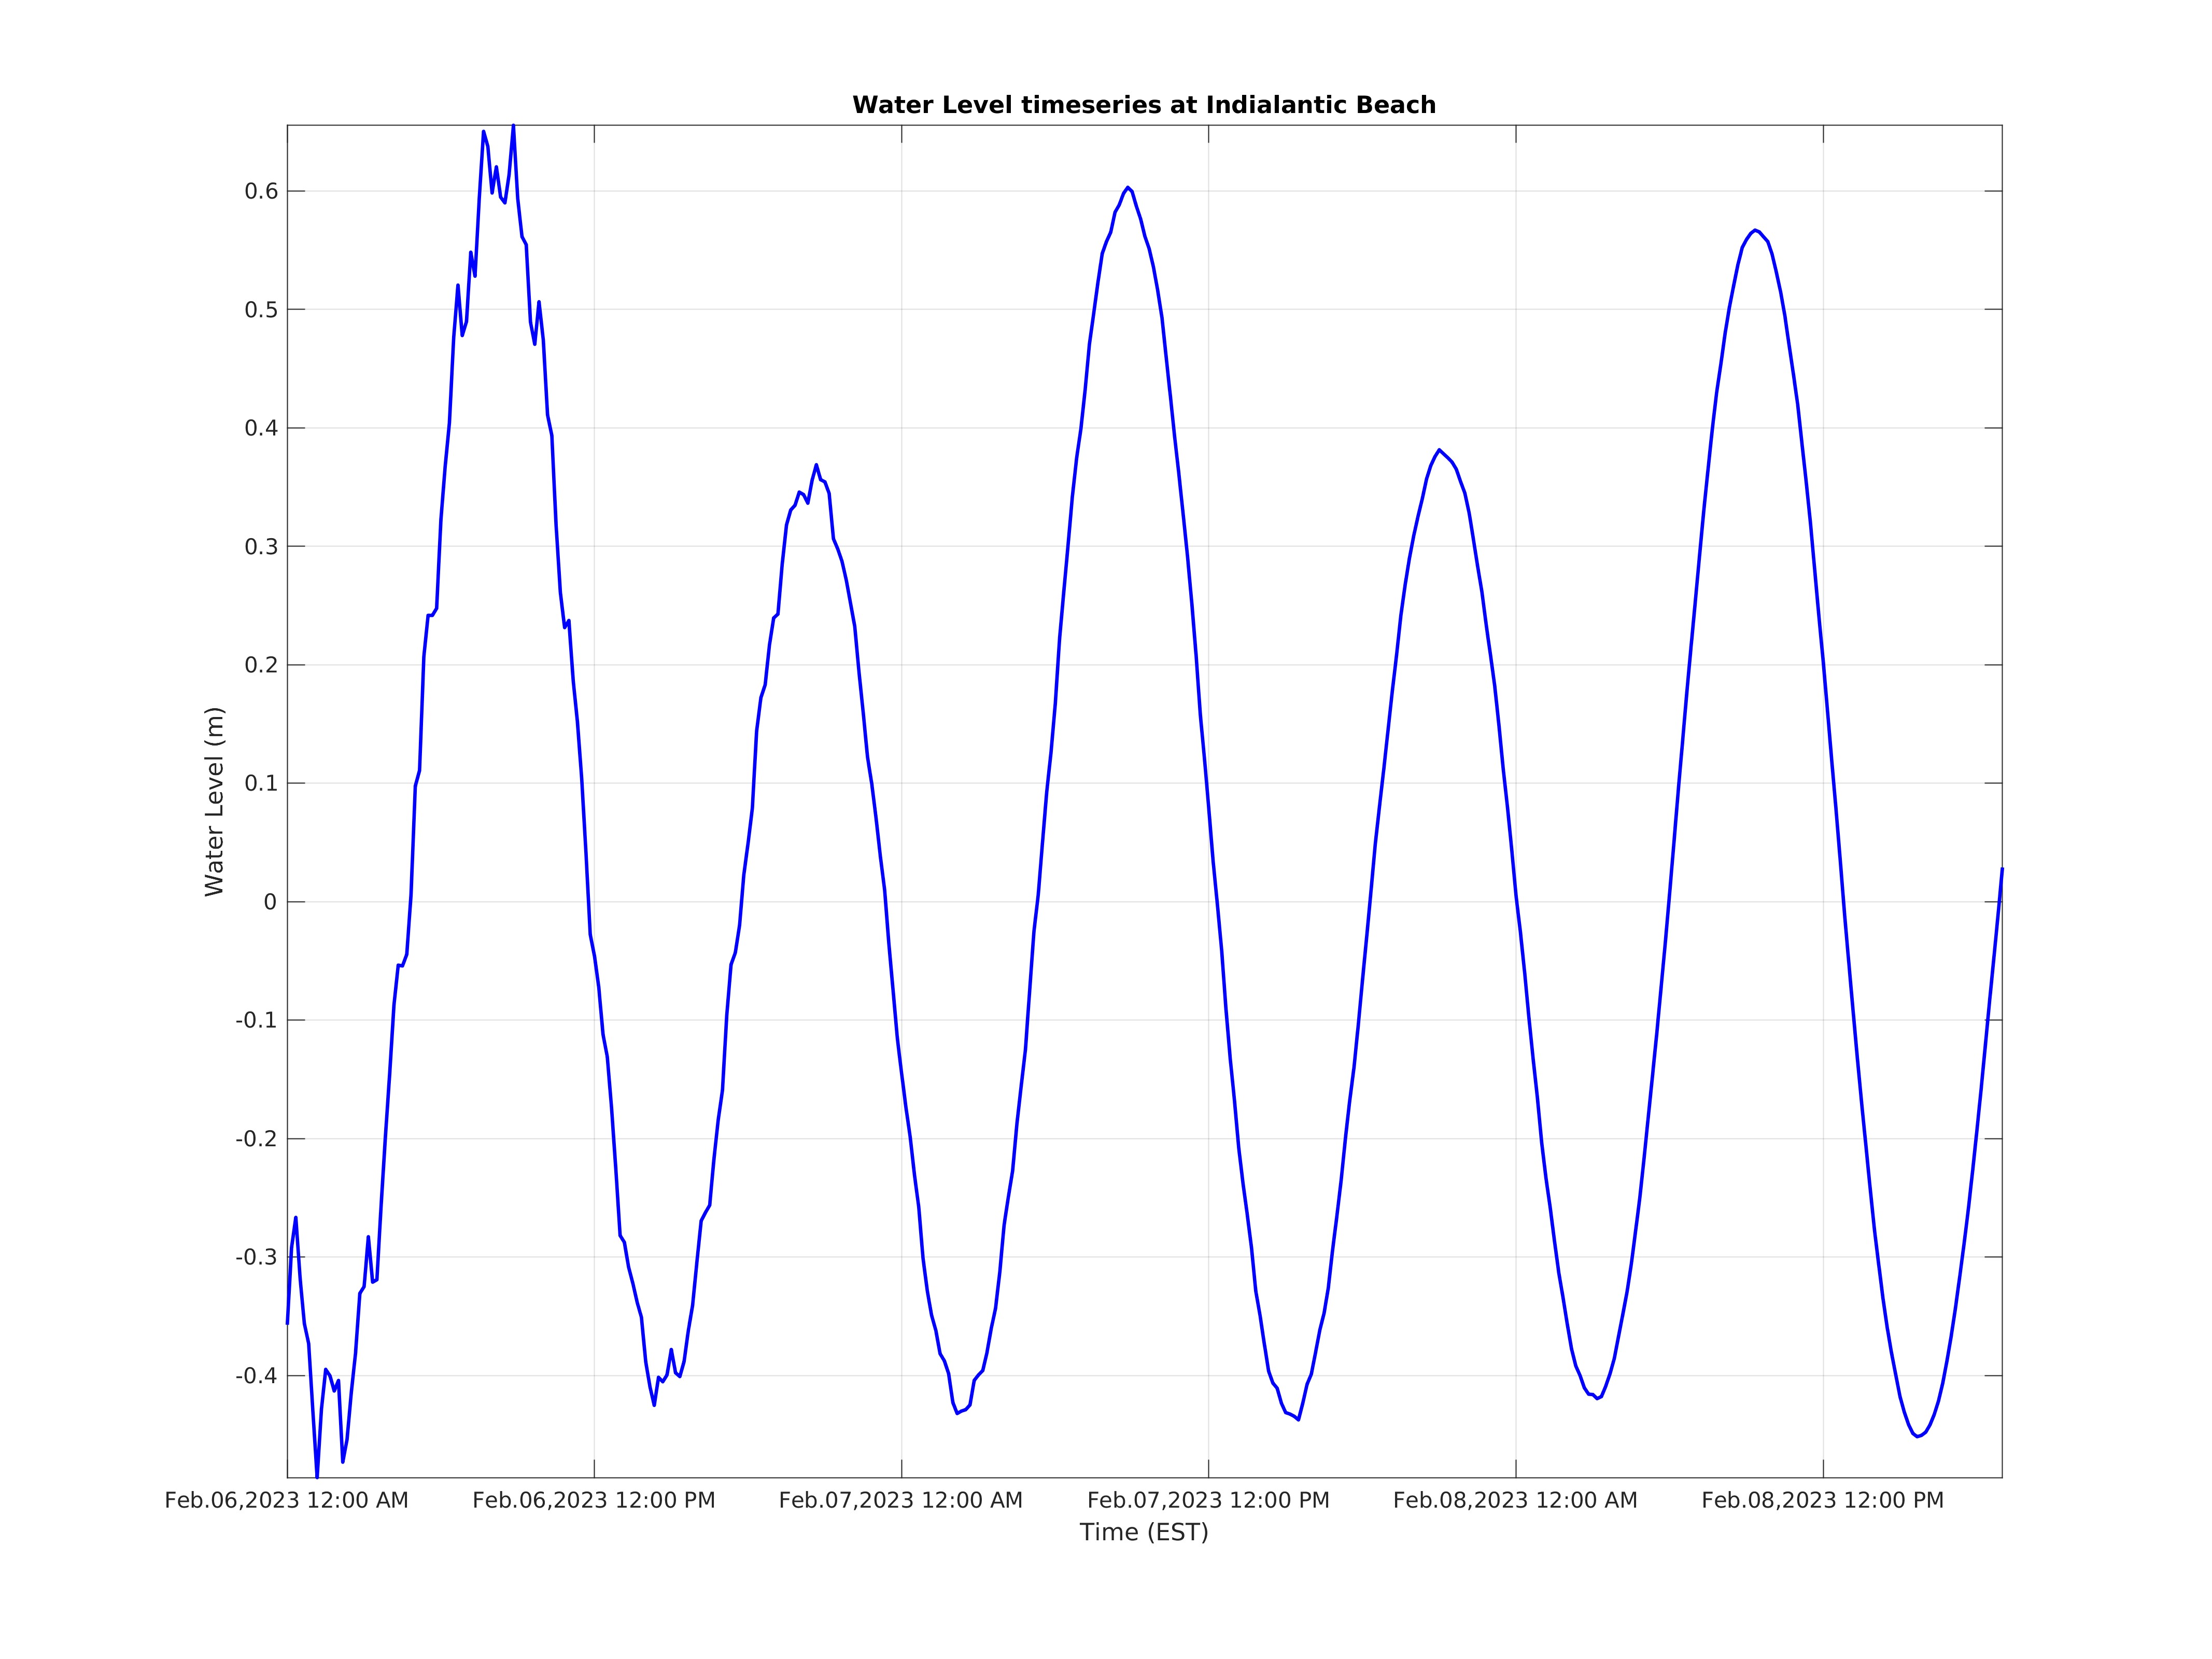 Water Level timeseries at Indialantic Beach
0.6
0.5
0.4
0.3
0.2
0.1
0
-0.1
-0.2
-0.3
-0.4
Water Level (m)
Feb.06,2023 12:00 AM
Feb.06,2023 12:00 PM
Feb.07,2023 12:00 AM
Feb.07,2023 12:00 PM
Feb.08,2023 12:00 AM
Feb.08,2023 12:00 PM
Time (EST)